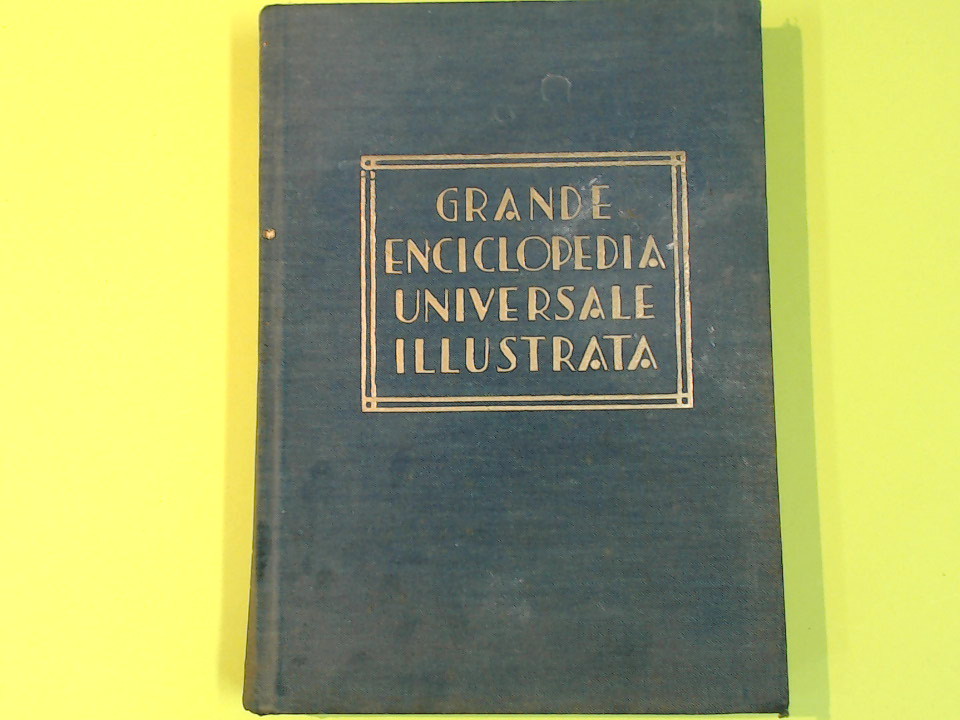 GRANDE
ENCICLOPEDIA
UNIVERSALE
ILLUSTRATA